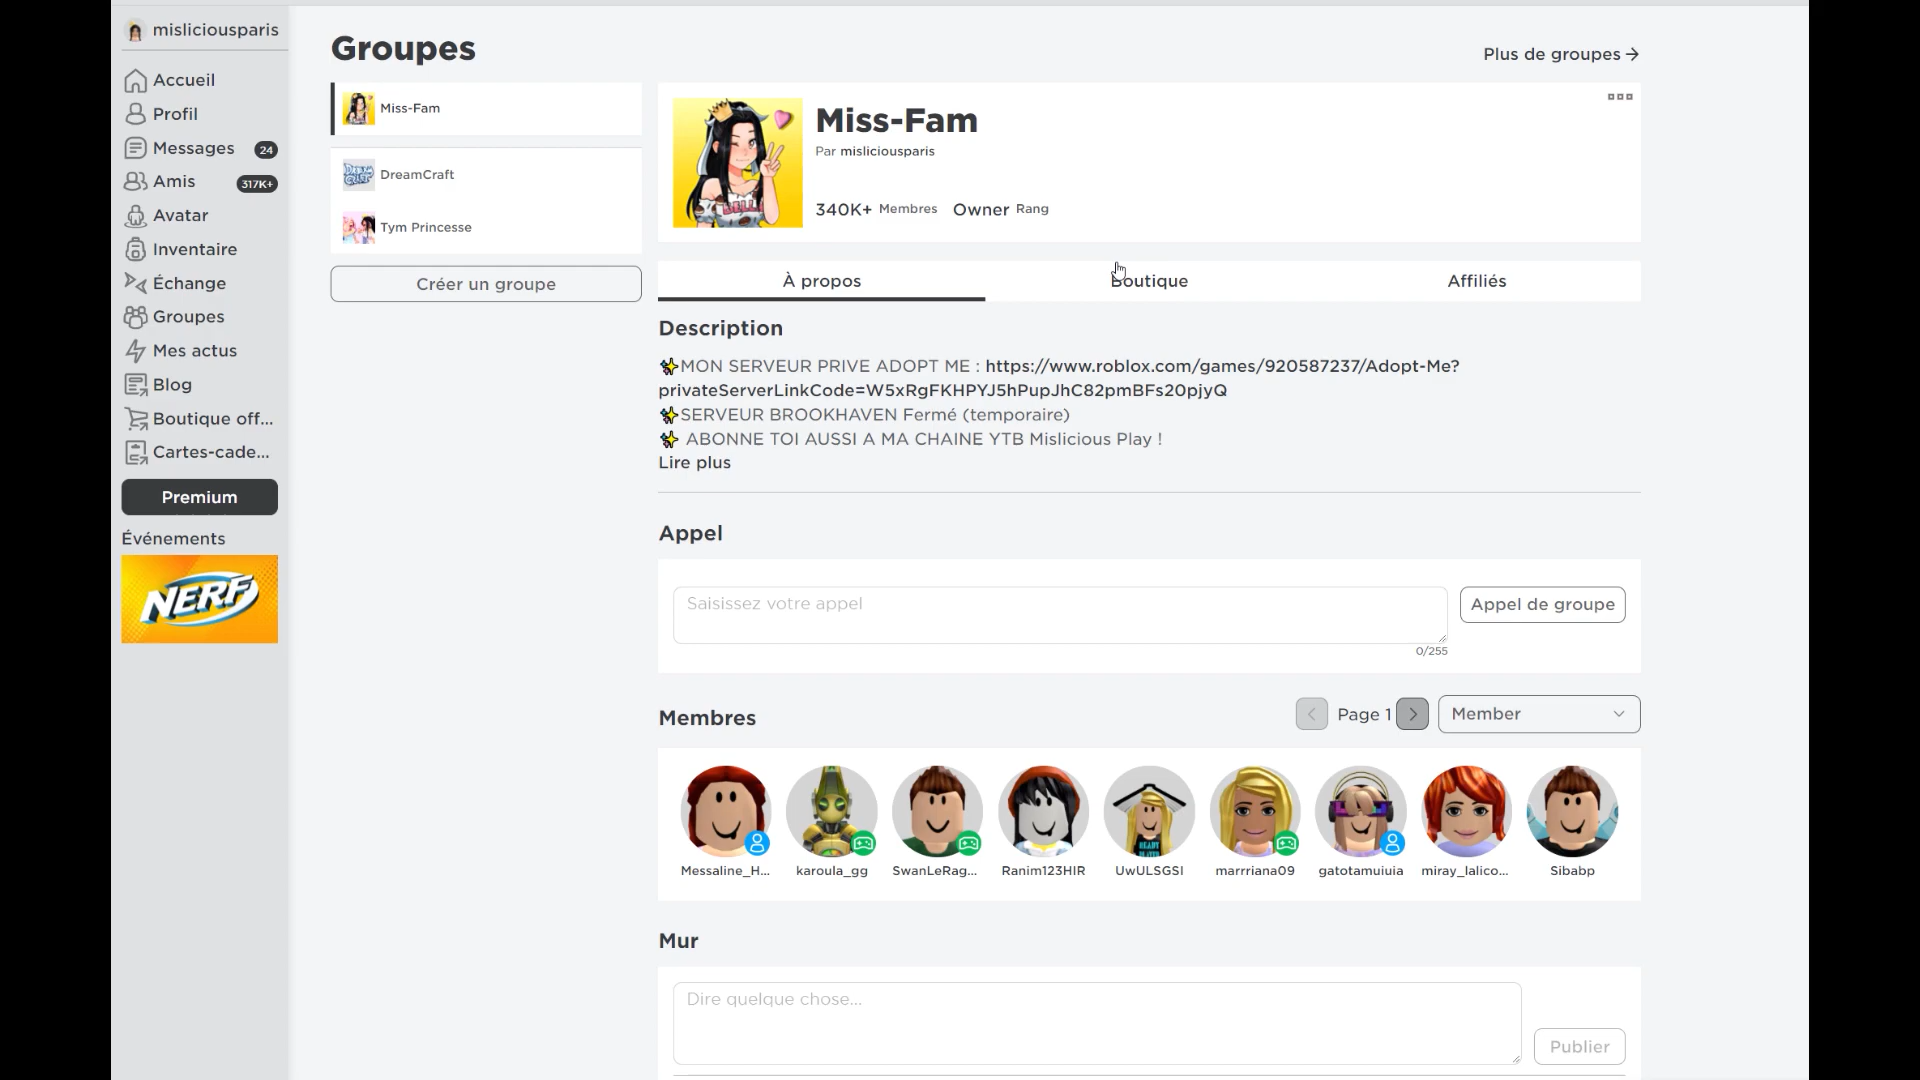 misliciousparis
Accueil
Profil
Messages 24
Amis 317K+
Avatar
Inventaire
Échange
Groupes
Mes actus
Blog
Boutique off...
Cartes-cade...
Premium
Événements
NERF
Groupes
Plus de groupes
Miss-Fam
DreamCraft
Tym Princesse
Créer un groupe
Miss-Fam
Par misliciousparis
340K+ Membres Owner Rang
À propos Boutique Affiliés
Description
MON SERVEUR PRIVE ADOPT ME : https://www.roblox.com/games/920587237/Adopt-Me?
privateServerLinkCode=W5xRgFKHPYJ5hPupJhC82pmBFs20pjyQ
SERVEUR BROOKHAVEN Fermé (temporaire)
ABONNE TOI AUSSI A MA CHAINE YTB Mislicious Play !
Lire plus
Appel
Saisissez votre appel
Appel de groupe
0/255
Membres
Page 1
Member
Messaline_H... karoula_gg SwanLeRag... Ranim123HIR UwULSGSI marrriana09 gatotamuiuia miray_lalico... Sibabp
Mur
Dire quelque chose...
Publier